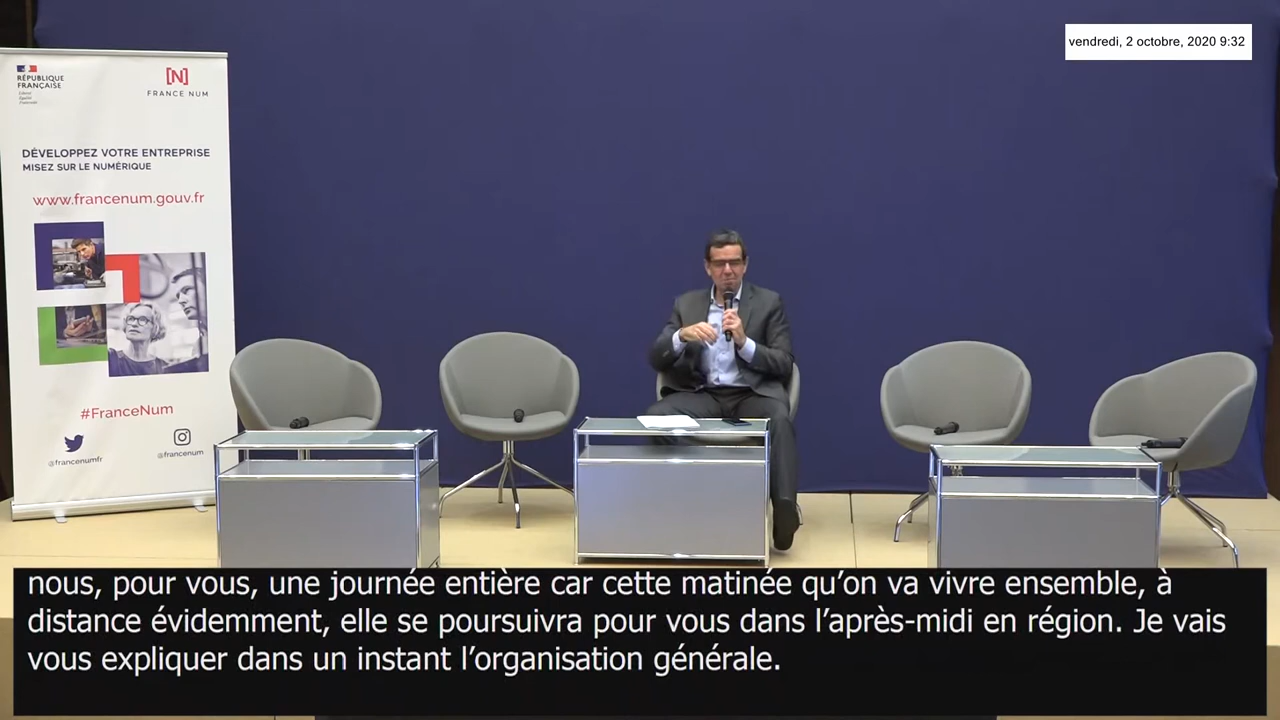 vendredi, 2 octobre, 2020 9:32
RÉPUBLIQUE
FRANÇAISE
Liberté
Égalité
Fraternité
[N]
FRANCE NUM
DÉVELOPPEZ VOTRE ENTREPRISE
MISEZ SUR LE NUMÉRIQUE
www.francenum.gouv.fr
#FranceNum
@francenumfr
@francenum
nous, pour vous, une journée entière car cette matinée qu’on va vivre ensemble, à
distance évidemment, elle se poursuivra pour vous dans l’après-midi en région. Je vais
vous expliquer dans un instant l’organisation générale.